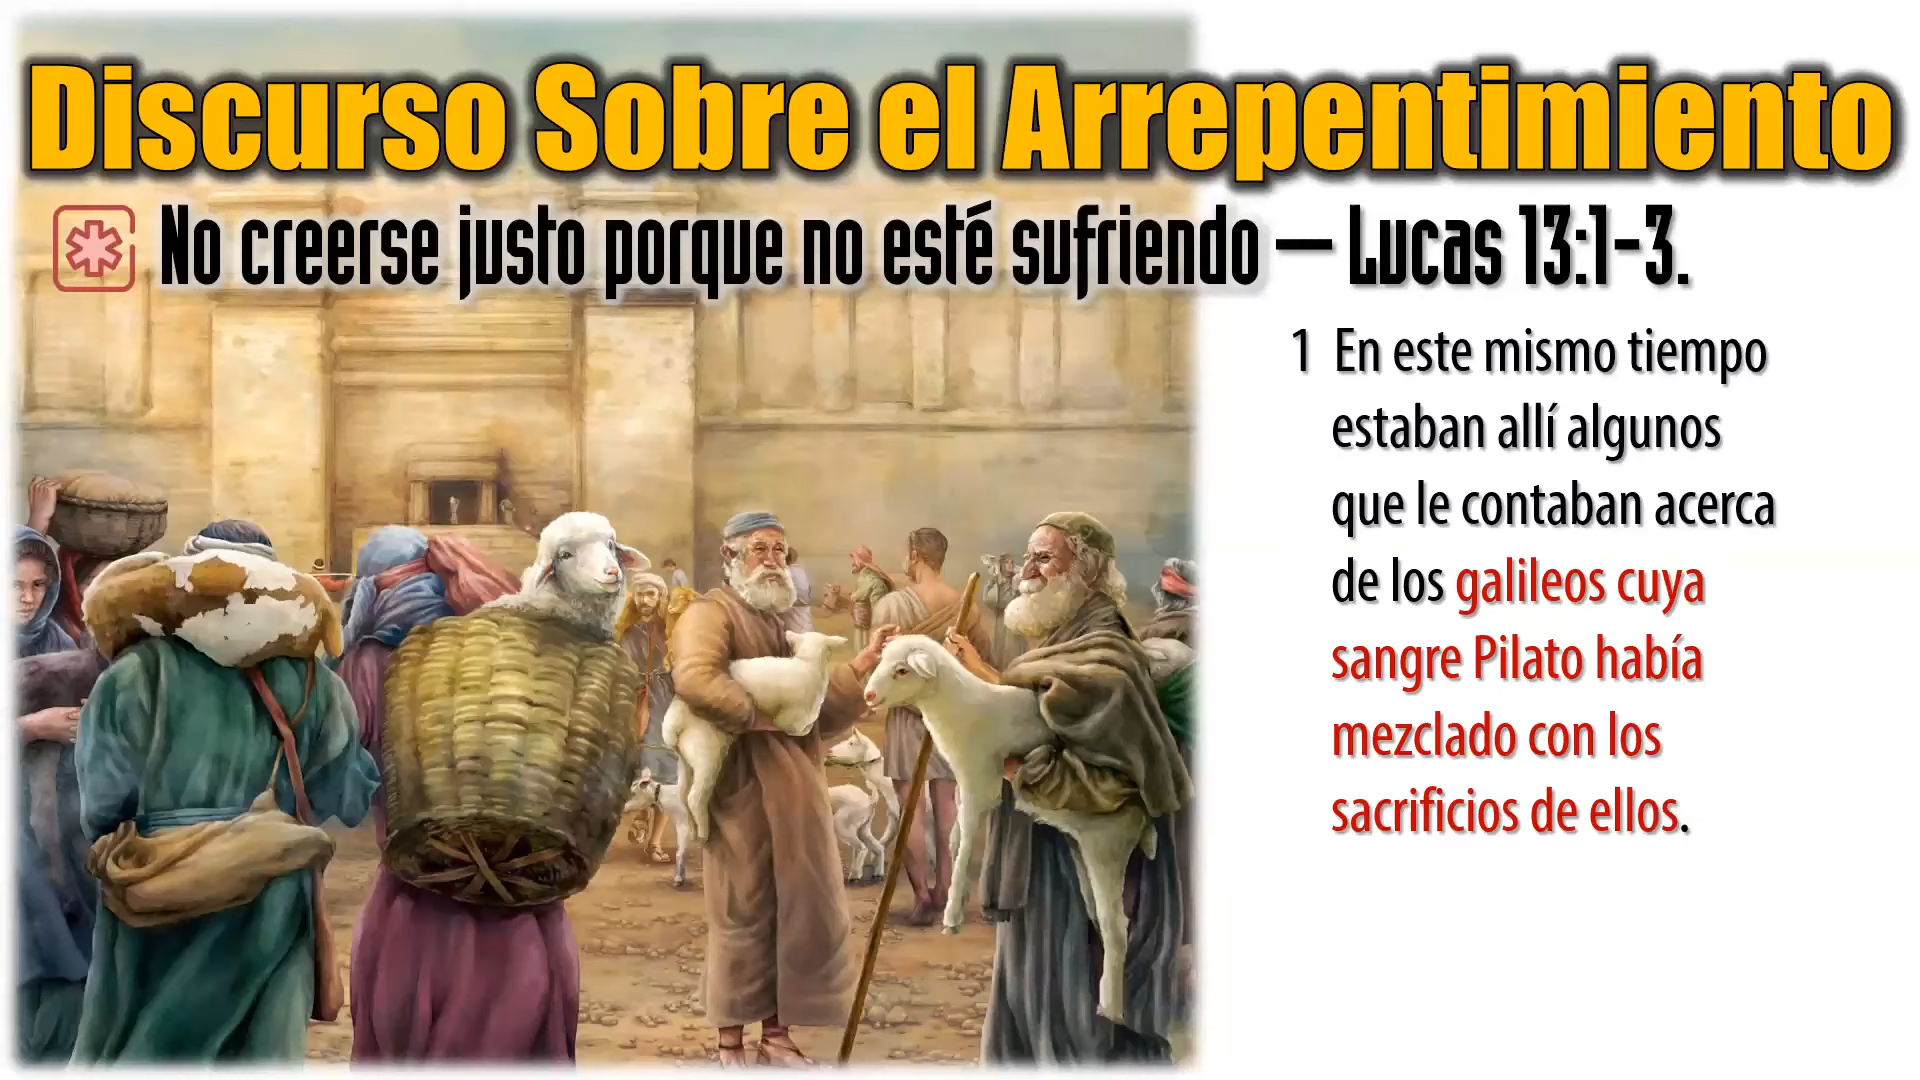 Discurso Sobre el Arrepentimiento
No creerse justo porque no esté sufriendo — Lucas 13:1-3.
1 En este mismo tiempo
estaban allí algunos
que le contaban acerca
de los galileos cuya
sangre Pilato había
mezclado con los
sacrificios de ellos.